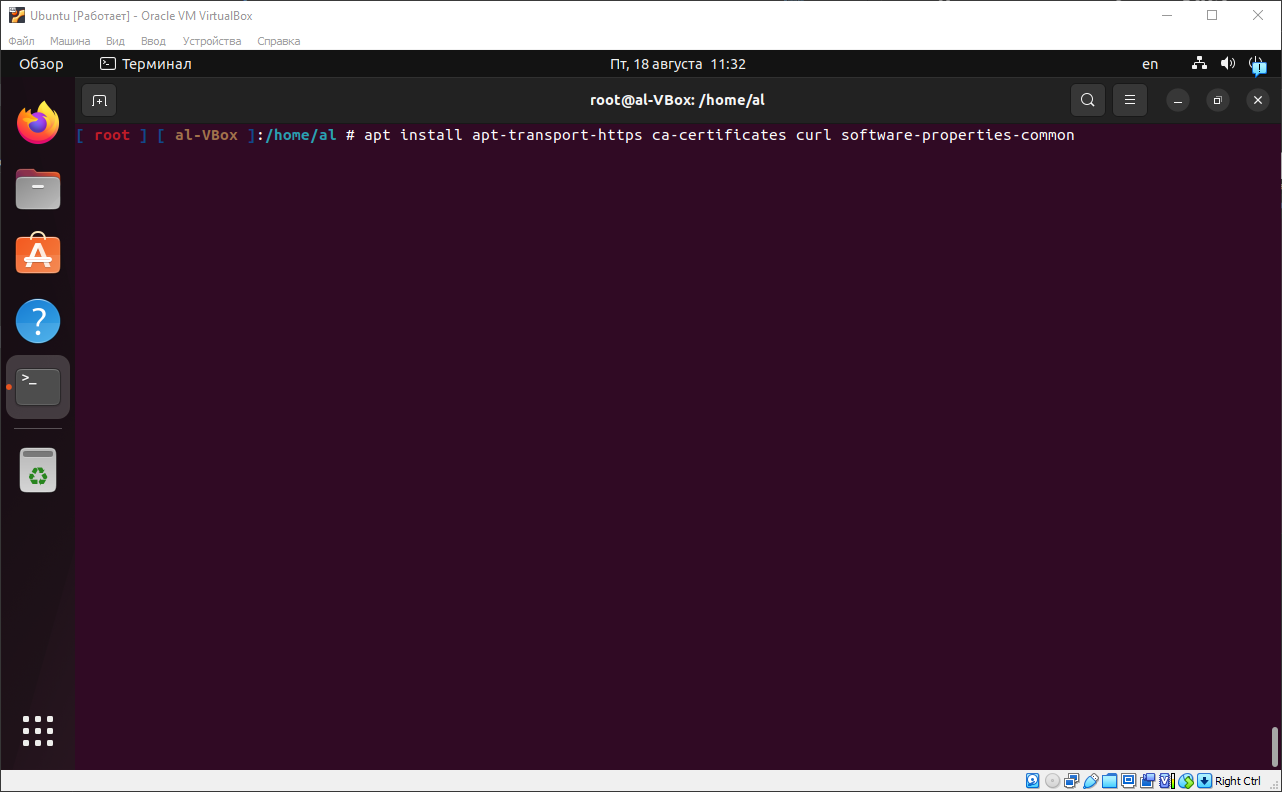 Ubuntu [Работает] - Oracle VM VirtualBox
Файл Машина Вид Ввод Устройства Справка
Обзор Терминал Пт, 18 августа 11:32 en
root@al-VBox: /home/al
[ root ] [ al-VBox ]:/home/al # apt install apt-transport-https ca-certificates curl software-properties-common
Right Ctrl